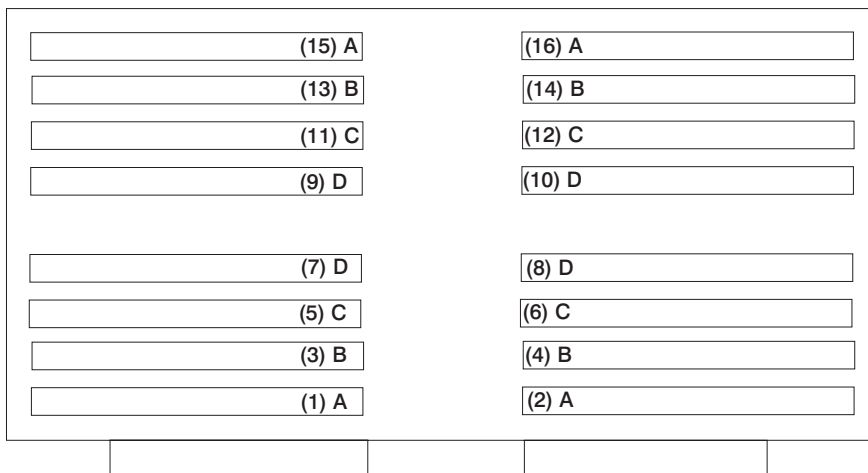 (15) A (16) A
(13) B (14) B
(11) C (12) C
(9) D (10) D
(7) D (8) D
(5) C (6) C
(3) B (4) B
(1) A (2) A